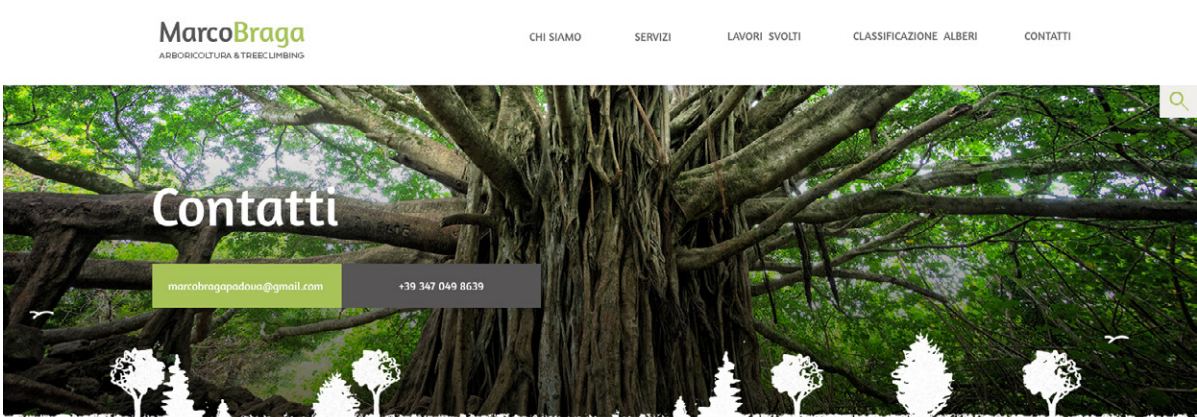 MarcoBraga
ARBORICOLTURA & TREECLIMBING
CHI SIAMO
SERVIZI
LAVORI SVOLTI
CLASSIFICAZIONE ALBERI
CONTATTI
Contatti
marcobragapadova@gmail.com
+39 347 049 8639